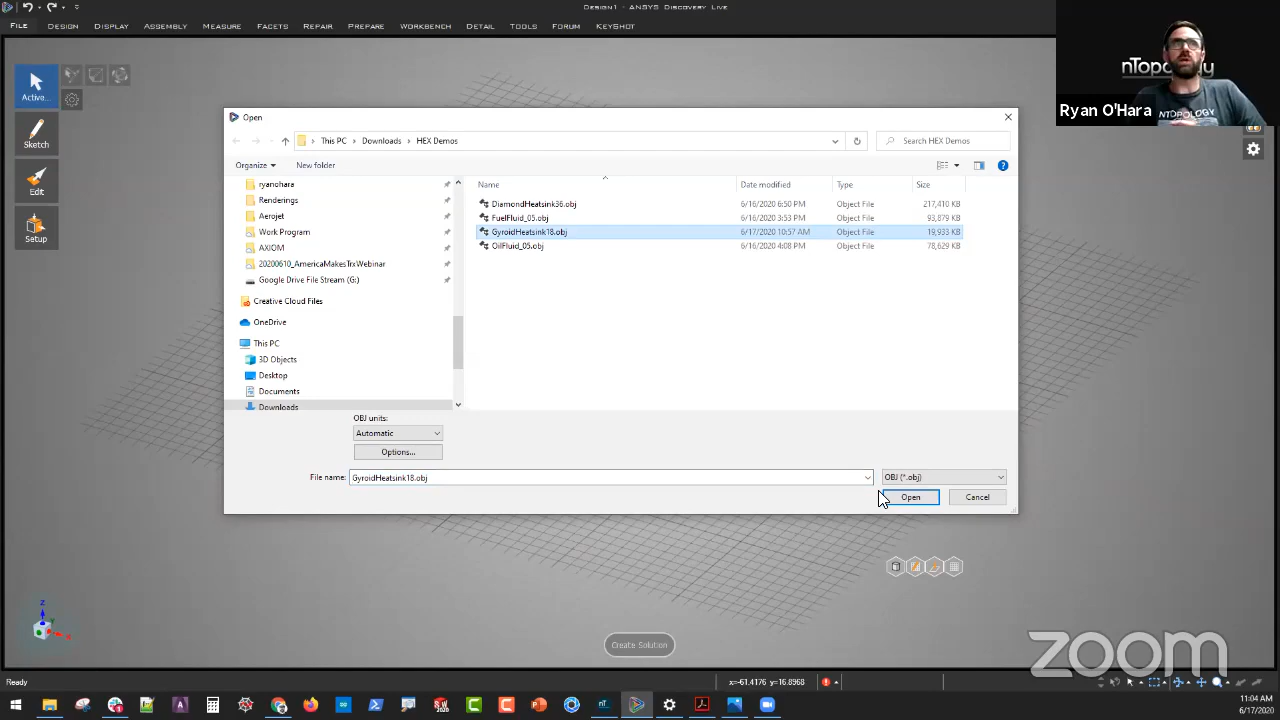 Design1 - ANSYS Discovery Live
FILE DESIGN DISPLAY ASSEMBLY MEASURE FACETS REPAIR PREPARE WORKBENCH DETAIL TOOLS FORUM KEYSHOT
nTopology
NTOPOLOGY
Ryan O'Hara
Active...
Sketch
Edit
Setup
Open
This PC > Downloads > HEX Demos
Search HEX Demos
Organize
New folder
Name Date modified Type Size
ryanohara
Renderings
Aerojet
Work Program
AXIOM
20200610_AmericaMakesTrxWebinar
Google Drive File Stream (G:)
Creative Cloud Files
OneDrive
This PC
3D Objects
Desktop
Documents
Downloads
DiamondHeatsink36.obj 6/16/2020 6:50 PM Object File 217,410 KB
FuelFluid_05.obj 6/16/2020 3:53 PM Object File 93,879 KB
GyroidHeatsink18.obj 6/17/2020 10:57 AM Object File 19,933 KB
OilFluid_05.obj 6/16/2020 4:08 PM Object File 78,629 KB
OBJ units:
Automatic
Options...
File name: GyroidHeatsink18.obj
OBJ (*.obj)
Open
Cancel
Z
Create Solution
zoom
Ready
x=-61.4176 y=16.8968
11:04 AM
6/17/2020